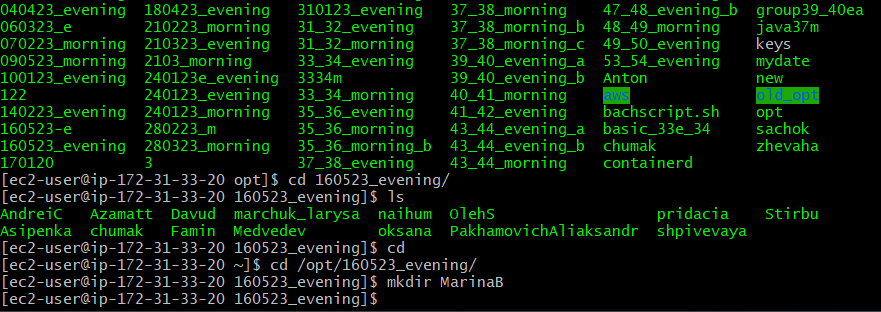 040423_evening 180423_evening 310123_evening 37_38_morning 47_48_evening_b group39_40ea
060323_e 210223_morning 31_32_evening 37_38_morning_b 48_49_morning java37m
070223_morning 210323_evening 31_32_morning 37_38_morning_c 49_50_evening keys
090523_morning 2103_morning 33_34_evening 39_40_evening_a 53_54_evening mydate
100123_evening 240123e_evening 3334m 39_40_evening_b Anton new
122 240123_evening 33_34_morning 40_41_morning aws old_opt
140223_evening 240123_morning 35_36_evening 41_42_evening bachscript.sh opt
160523-e 280223_m 35_36_morning 43_44_evening_a basic_33e_34 sachok
160523_evening 280323_morning 35_36_morning_b 43_44_evening_b chumak zhevaha
170120 3 37_38_evening 43_44_morning containerd
[ec2-user@ip-172-31-33-20 opt]$ cd 160523_evening/
[ec2-user@ip-172-31-33-20 160523_evening]$ ls
AndreiC Azamatt Davud marchuk_larysa naihum OlehS pridacia Stirbu
Asipenka chumak Famin Medvedev oksana PakhamovichAliaksandr shpivevaya
[ec2-user@ip-172-31-33-20 160523_evening]$ cd
[ec2-user@ip-172-31-33-20 ~]$ cd /opt/160523_evening/
[ec2-user@ip-172-31-33-20 160523_evening]$ mkdir MarinaB
[ec2-user@ip-172-31-33-20 160523_evening]$